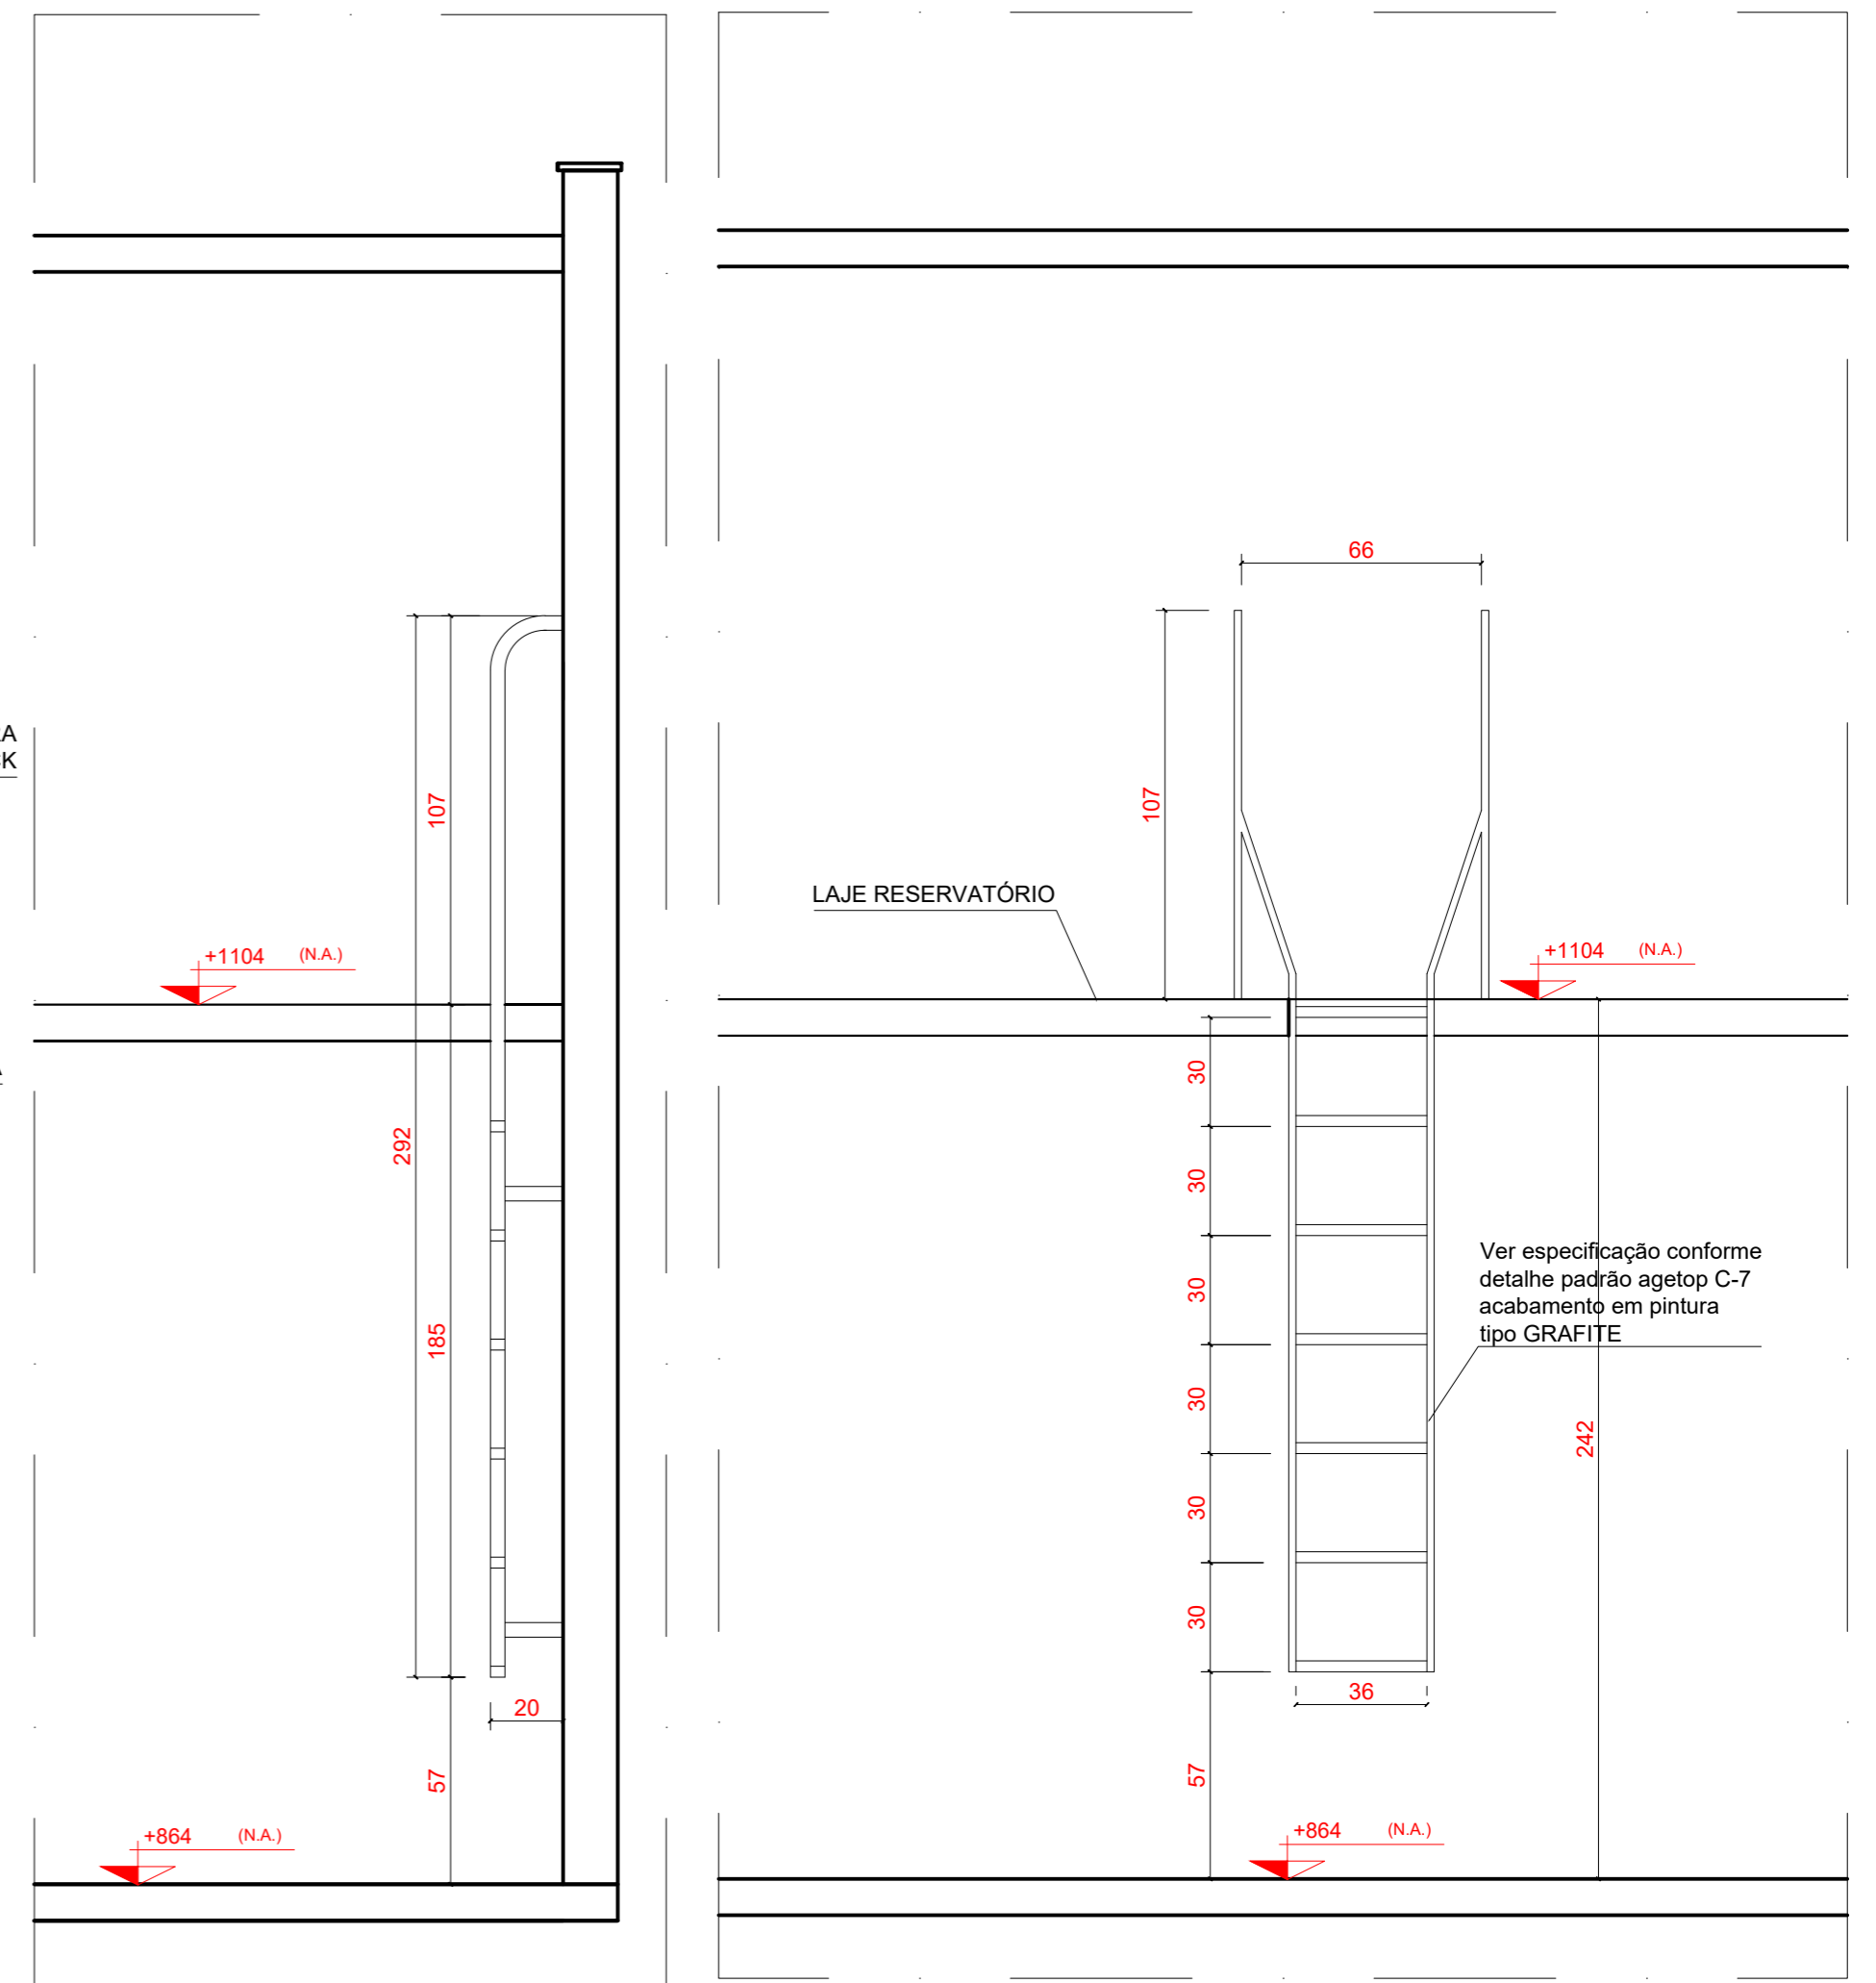 107
292
185
20
57
+1104 (N.A.)
+864 (N.A.)
66
107
LAJE RESERVATÓRIO
+1104 (N.A.)
30
30
30
30
30
30
Ver especificação conforme
detalhe padrão agetop C-7
acabamento em pintura
tipo GRAFITE
242
36
57
+864 (N.A.)